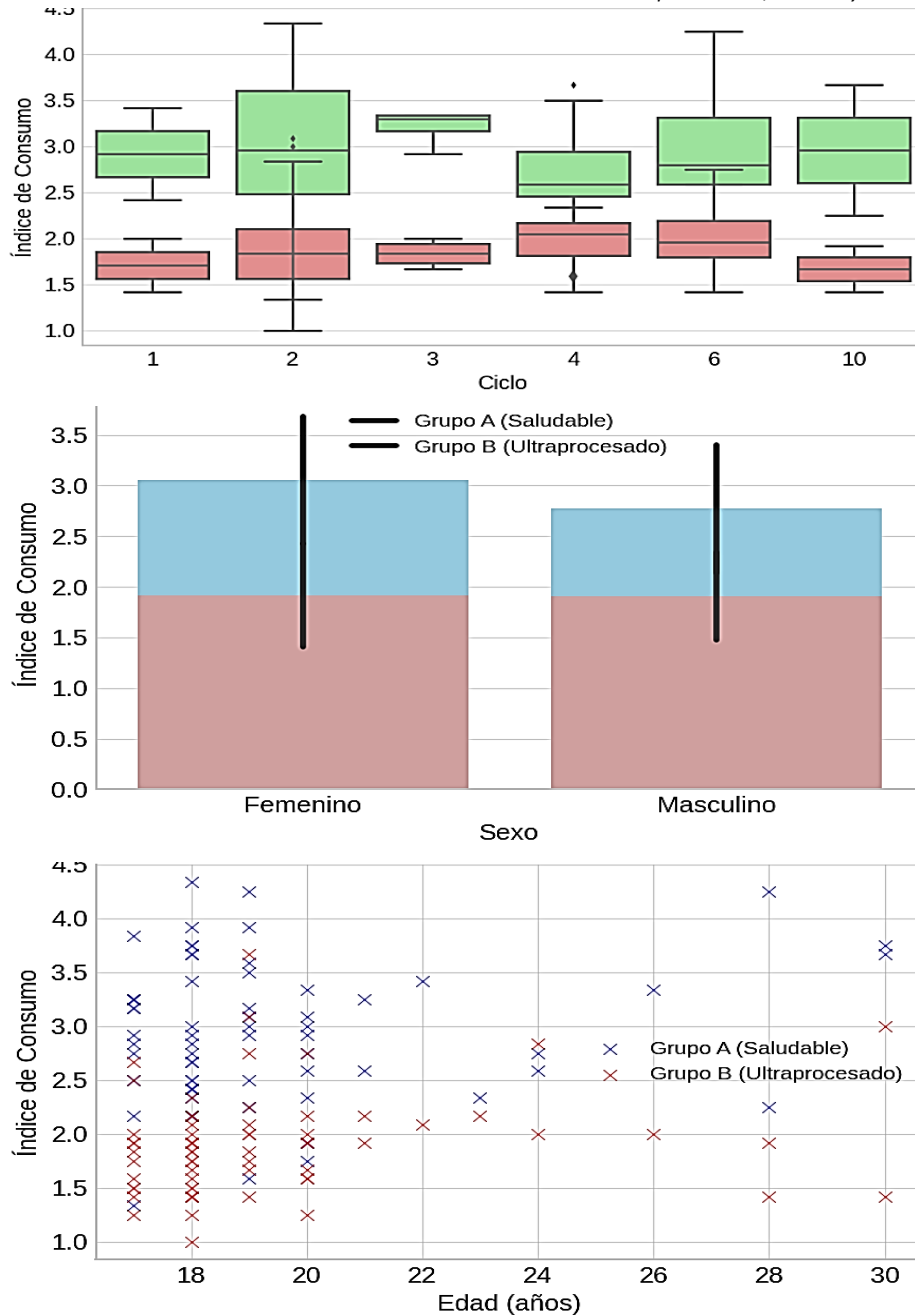 4.5
4.0
3.5
3.0
2.5
2.0
1.5
1.0
Índice de Consumo
1 2 3 4 6 10
Ciclo
Grupo A (Saludable)
Grupo B (Ultraprocesado)
3.5
3.0
2.5
2.0
1.5
1.0
0.5
0.0
Índice de Consumo
Femenino Masculino
Sexo
4.5
4.0
3.5
3.0
2.5
2.0
1.5
1.0
Índice de Consumo
Grupo A (Saludable)
Grupo B (Ultraprocesado)
18 20 22 24 26 28 30
Edad (años)